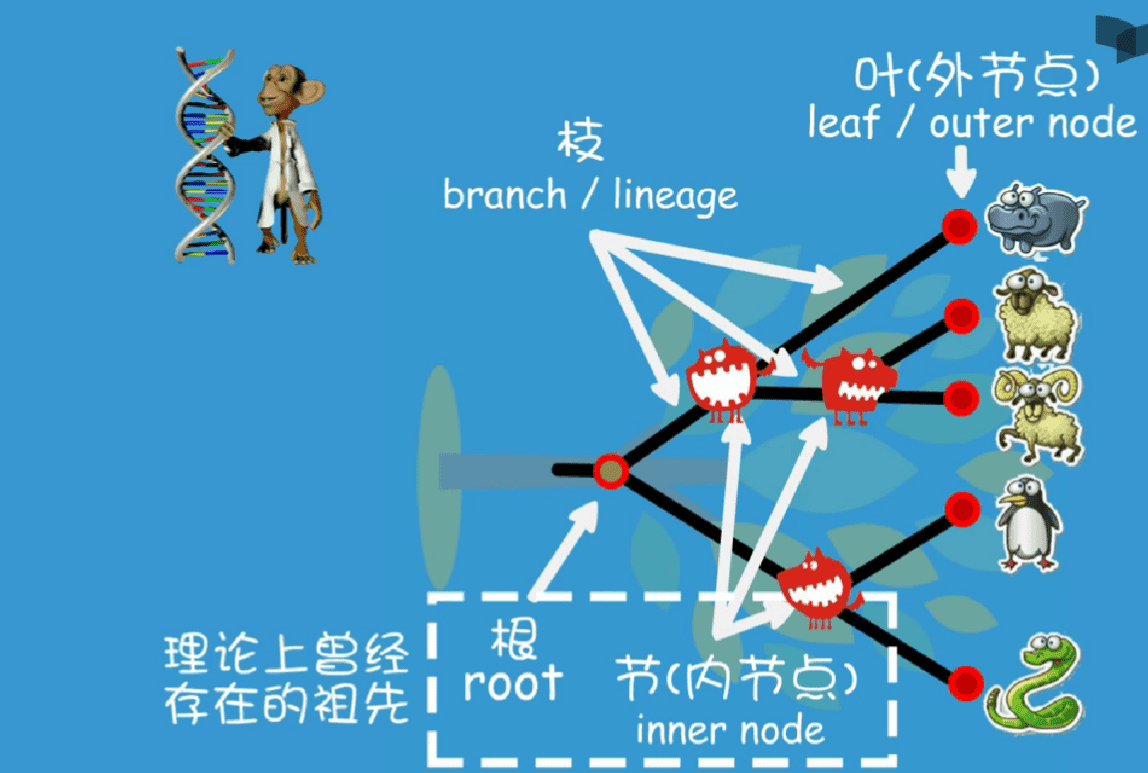 叶(外节点)
leaf / outer node
枝
branch / lineage
理论上曾经
存在的祖先
根
root
节(内节点)
inner node